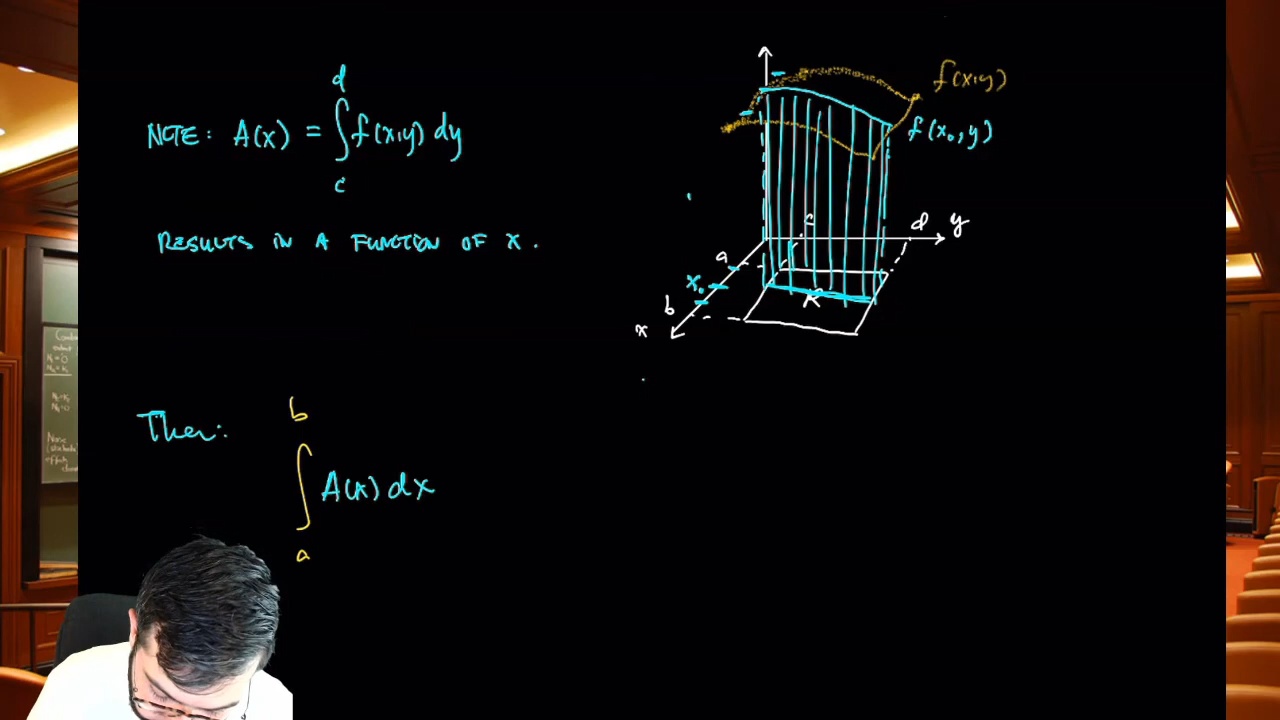 NOTE: A(x) = ∫_c^d f(x,y) dy
RESULTS IN A FUNCTION OF X.
Then:
∫_a^b A(x) dx
f(x,y)
f(x₀,y)
c
d
y
a
x₀
b
R
x